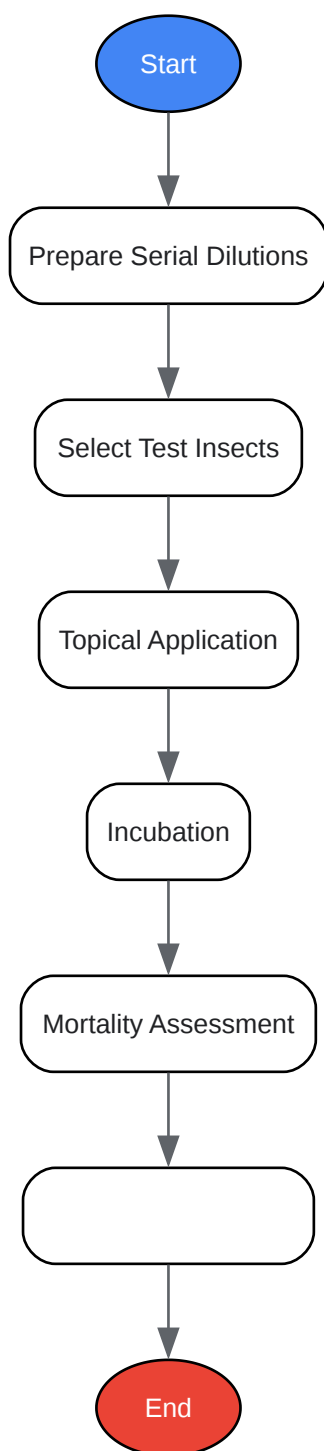 Start
Prepare Serial Dilutions
Select Test Insects
Topical Application
Incubation
Mortality Assessment
End